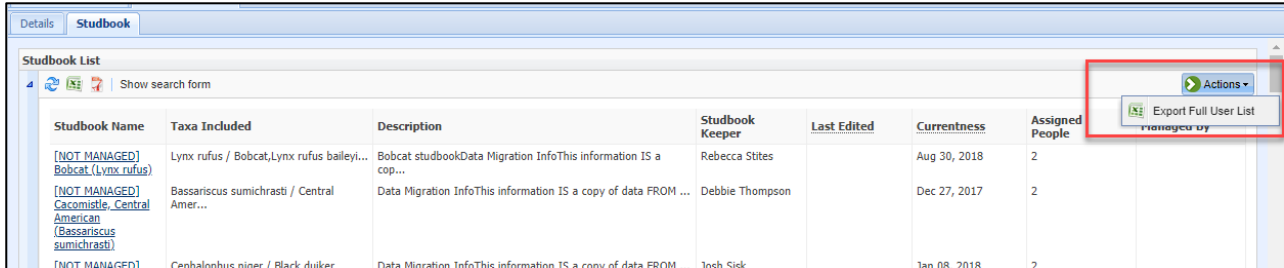 Details Studbook
Studbook List
Show search form Actions
Export Full User List
Studbook Name Taxa Included Description Studbook Keeper Last Edited Currentness Assigned People Managed By
[NOT MANAGED] Lynx rufus / Bobcat,Lynx rufus baileyi... Bobcat studbookData Migration InfoThis information IS a Rebecca Stites Aug 30, 2018 2
Bobcat (Lynx rufus) cop...
[NOT MANAGED] Bassariscus sumichrasti / Central Data Migration InfoThis information IS a copy of data FROM ... Debbie Thompson Dec 27, 2017 2
Cacomistle, Central Amer...
American
(Bassariscus
sumichrasti)
[NOT MANAGED] Cephalophus niger / Black duiker Data Migration InfoThis information IS a copy of data FROM Josh Sisk Jan 08, 2018 2